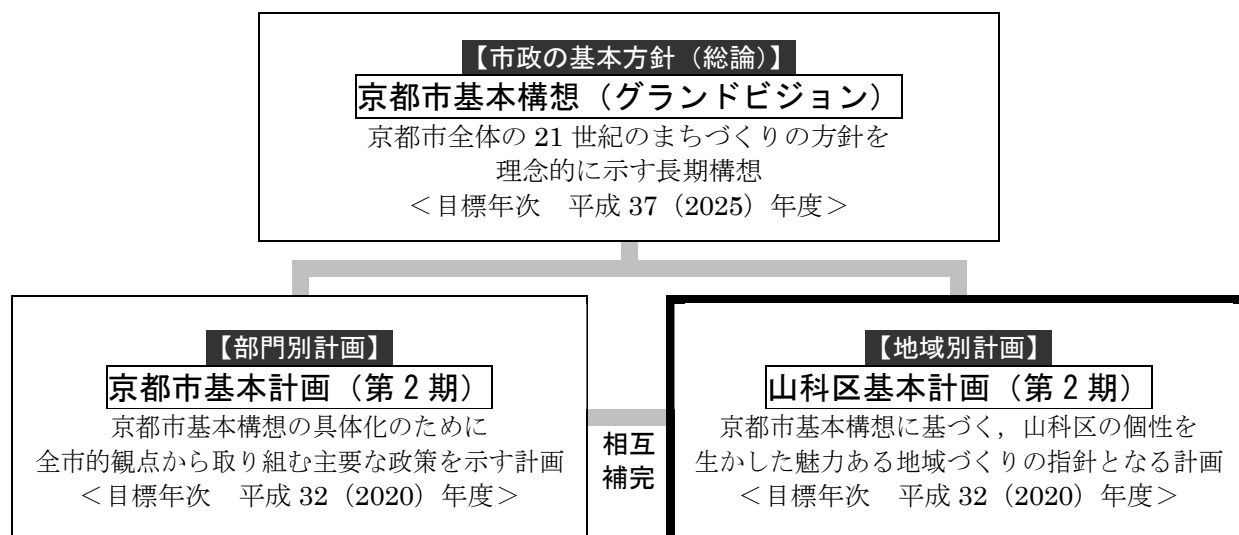 【市政の基本方針（総論）】
京都市基本構想（グランドビジョン）
京都市全体の 21 世紀のまちづくりの方針を
理念的に示す長期構想
＜目標年次　平成 37（2025）年度＞
【部門別計画】
京都市基本計画（第２期）
京都市基本構想の具体化のために
全市的観点から取り組む主要な政策を示す計画
＜目標年次　平成 32（2020）年度＞
相互
補完
【地域別計画】
山科区基本計画（第２期）
京都市基本構想に基づく，山科区の個性を
生かした魅力ある地域づくりの指針となる計画
＜目標年次　平成 32（2020）年度＞